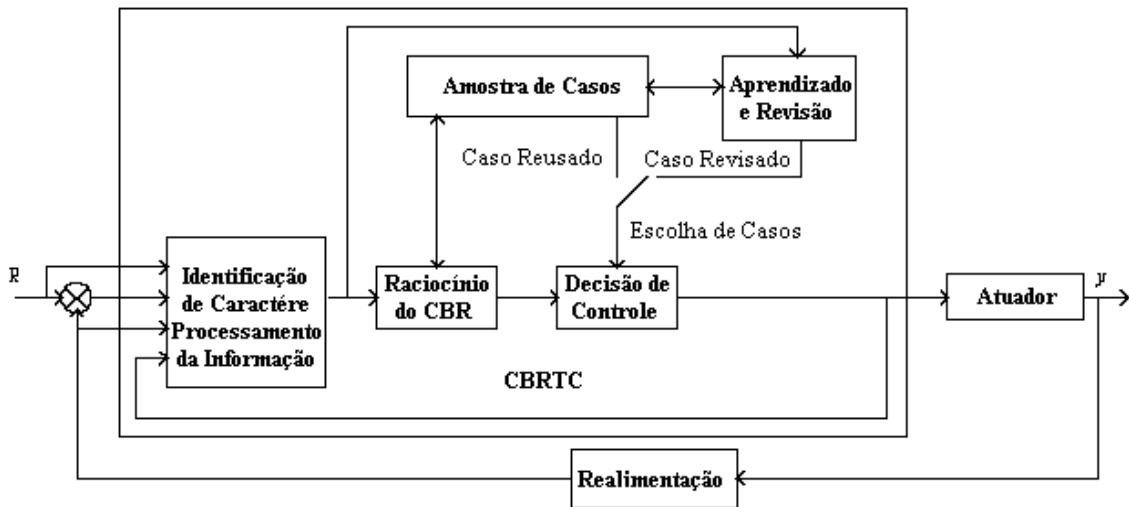 Amostra de Casos
Aprendizado
e Revisão
Caso Reusado
Caso Revisado
Escolha de Casos
R
Identificação
de Caractére
Processamento
da Informação
Raciocínio
do CBR
Decisão de
Controle
Atuador
y
CBRTC
Realimentação